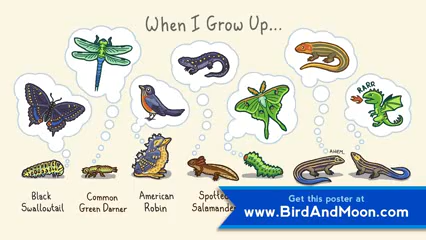 When I Grow Up...
RARR
AHEM.
Black
Swallowtail
Common
Green Darner
American
Robin
Spotted
Salamander
Get this poster at
www.BirdAndMoon.com